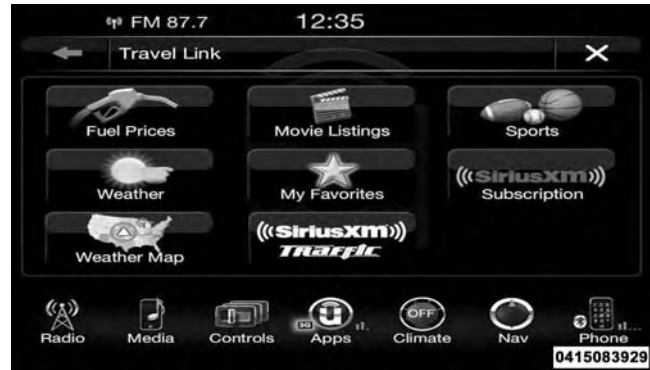 FM 87.7 12:35
Travel Link
Fuel Prices Movie Listings Sports
Weather My Favorites ((SiriusXM)) Subscription
Weather Map ((SiriusXM)) Traffic
3G OFF
Radio Media Controls Apps Climate Nav Phone
0415083929